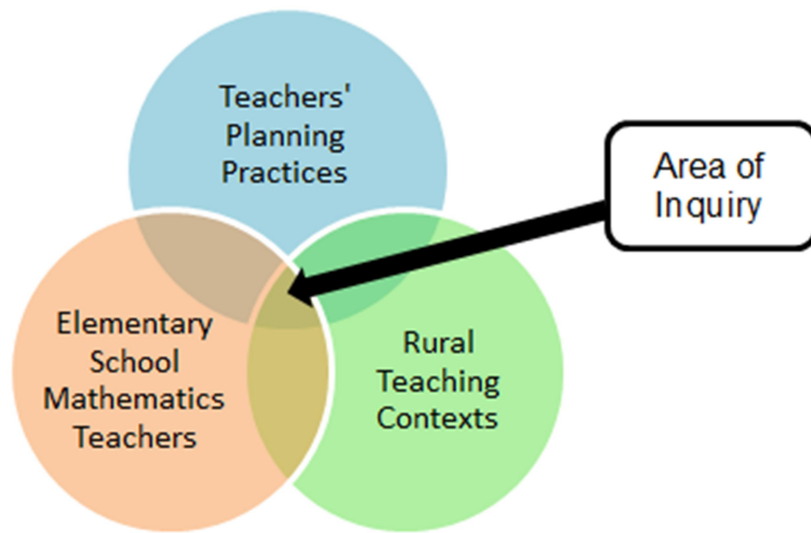 Teachers'
Planning
Practices
Area of
Inquiry
Elementary
School
Mathematics
Teachers
Rural
Teaching
Contexts